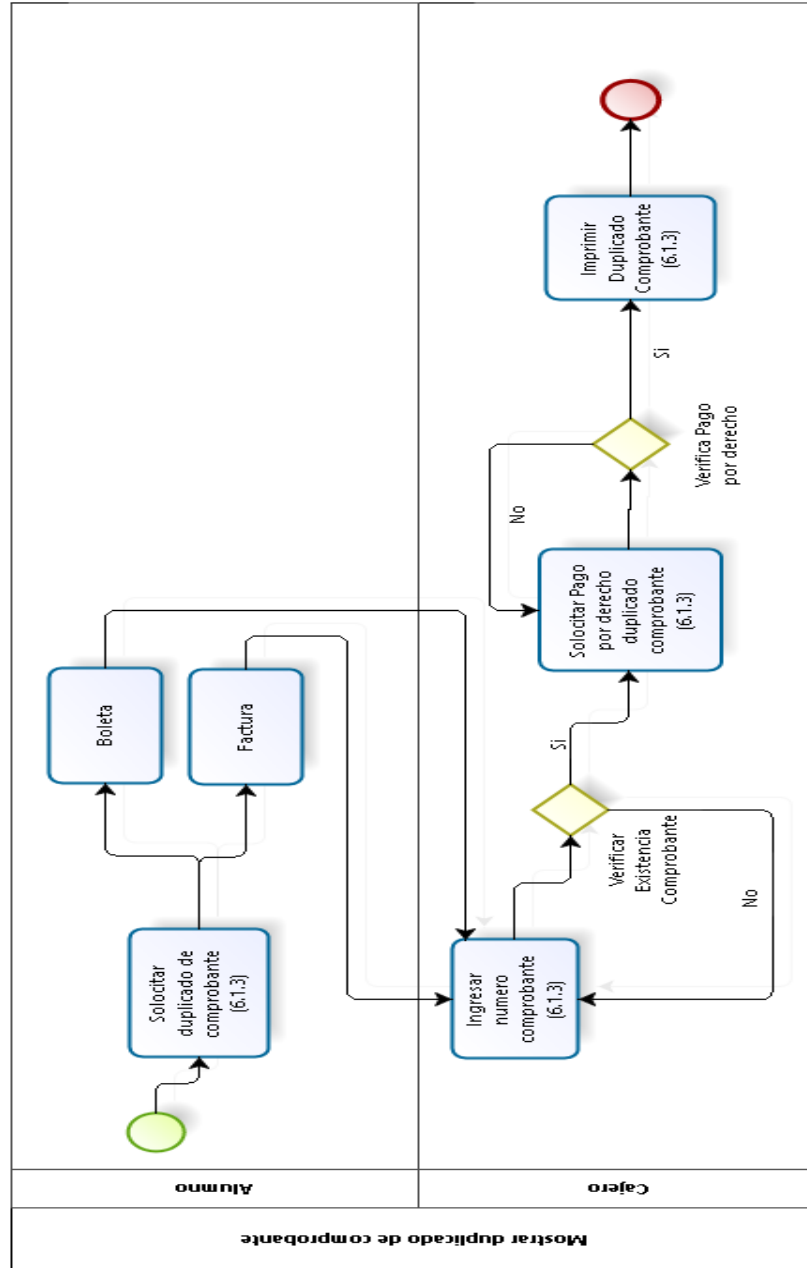 Mostrar duplicado de comprobante
Alumno
Solocitar
duplicado de
comprobante
(6.1.3)
Boleta
Factura
Cajero
Ingresar
numero
comprobante
(6.1.3)
Verificar
Existencia
Comprobante
No
Si
Solocitar Pago
por derecho
duplicado
comprobante
(6.1.3)
No
Verifica Pago
por derecho
Si
Imprimir
Duplicado
Comprobante
(6.1.3)